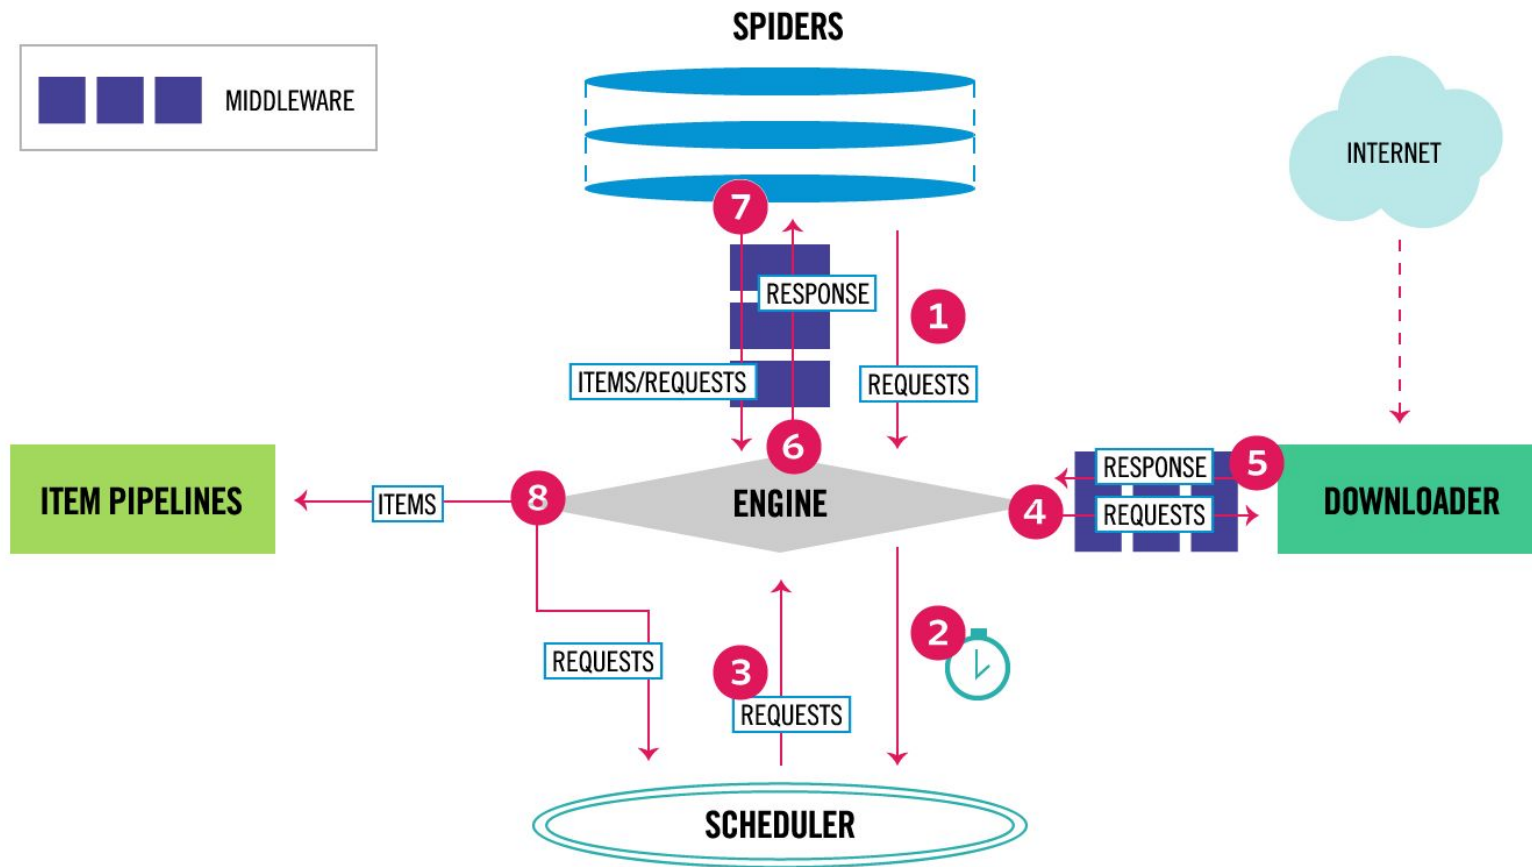 SPIDERS
MIDDLEWARE
INTERNET
7
RESPONSE
1
ITEMS/REQUESTS
REQUESTS
6
RESPONSE
5
ITEM PIPELINES
ITEMS
8
ENGINE
4
REQUESTS
DOWNLOADER
2
REQUESTS
3
REQUESTS
SCHEDULER